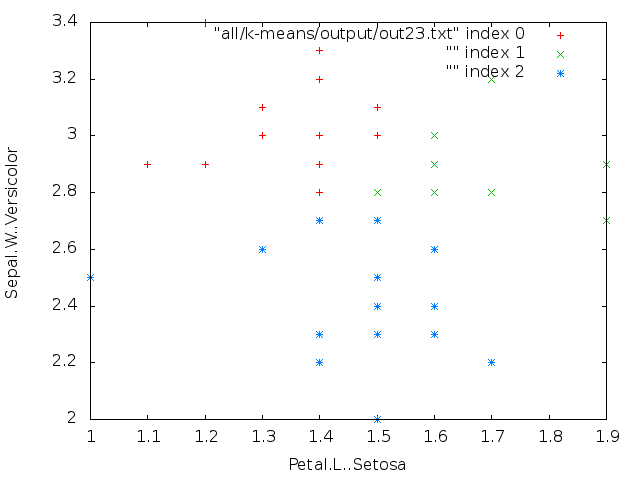 "all/k-means/output/out23.txt" index 0
"" index 1
"" index 2
3.4
3.2
3
2.8
2.6
2.4
2.2
2
Sepal.W..Versicolor
1 1.1 1.2 1.3 1.4 1.5 1.6 1.7 1.8 1.9
Petal.L..Setosa